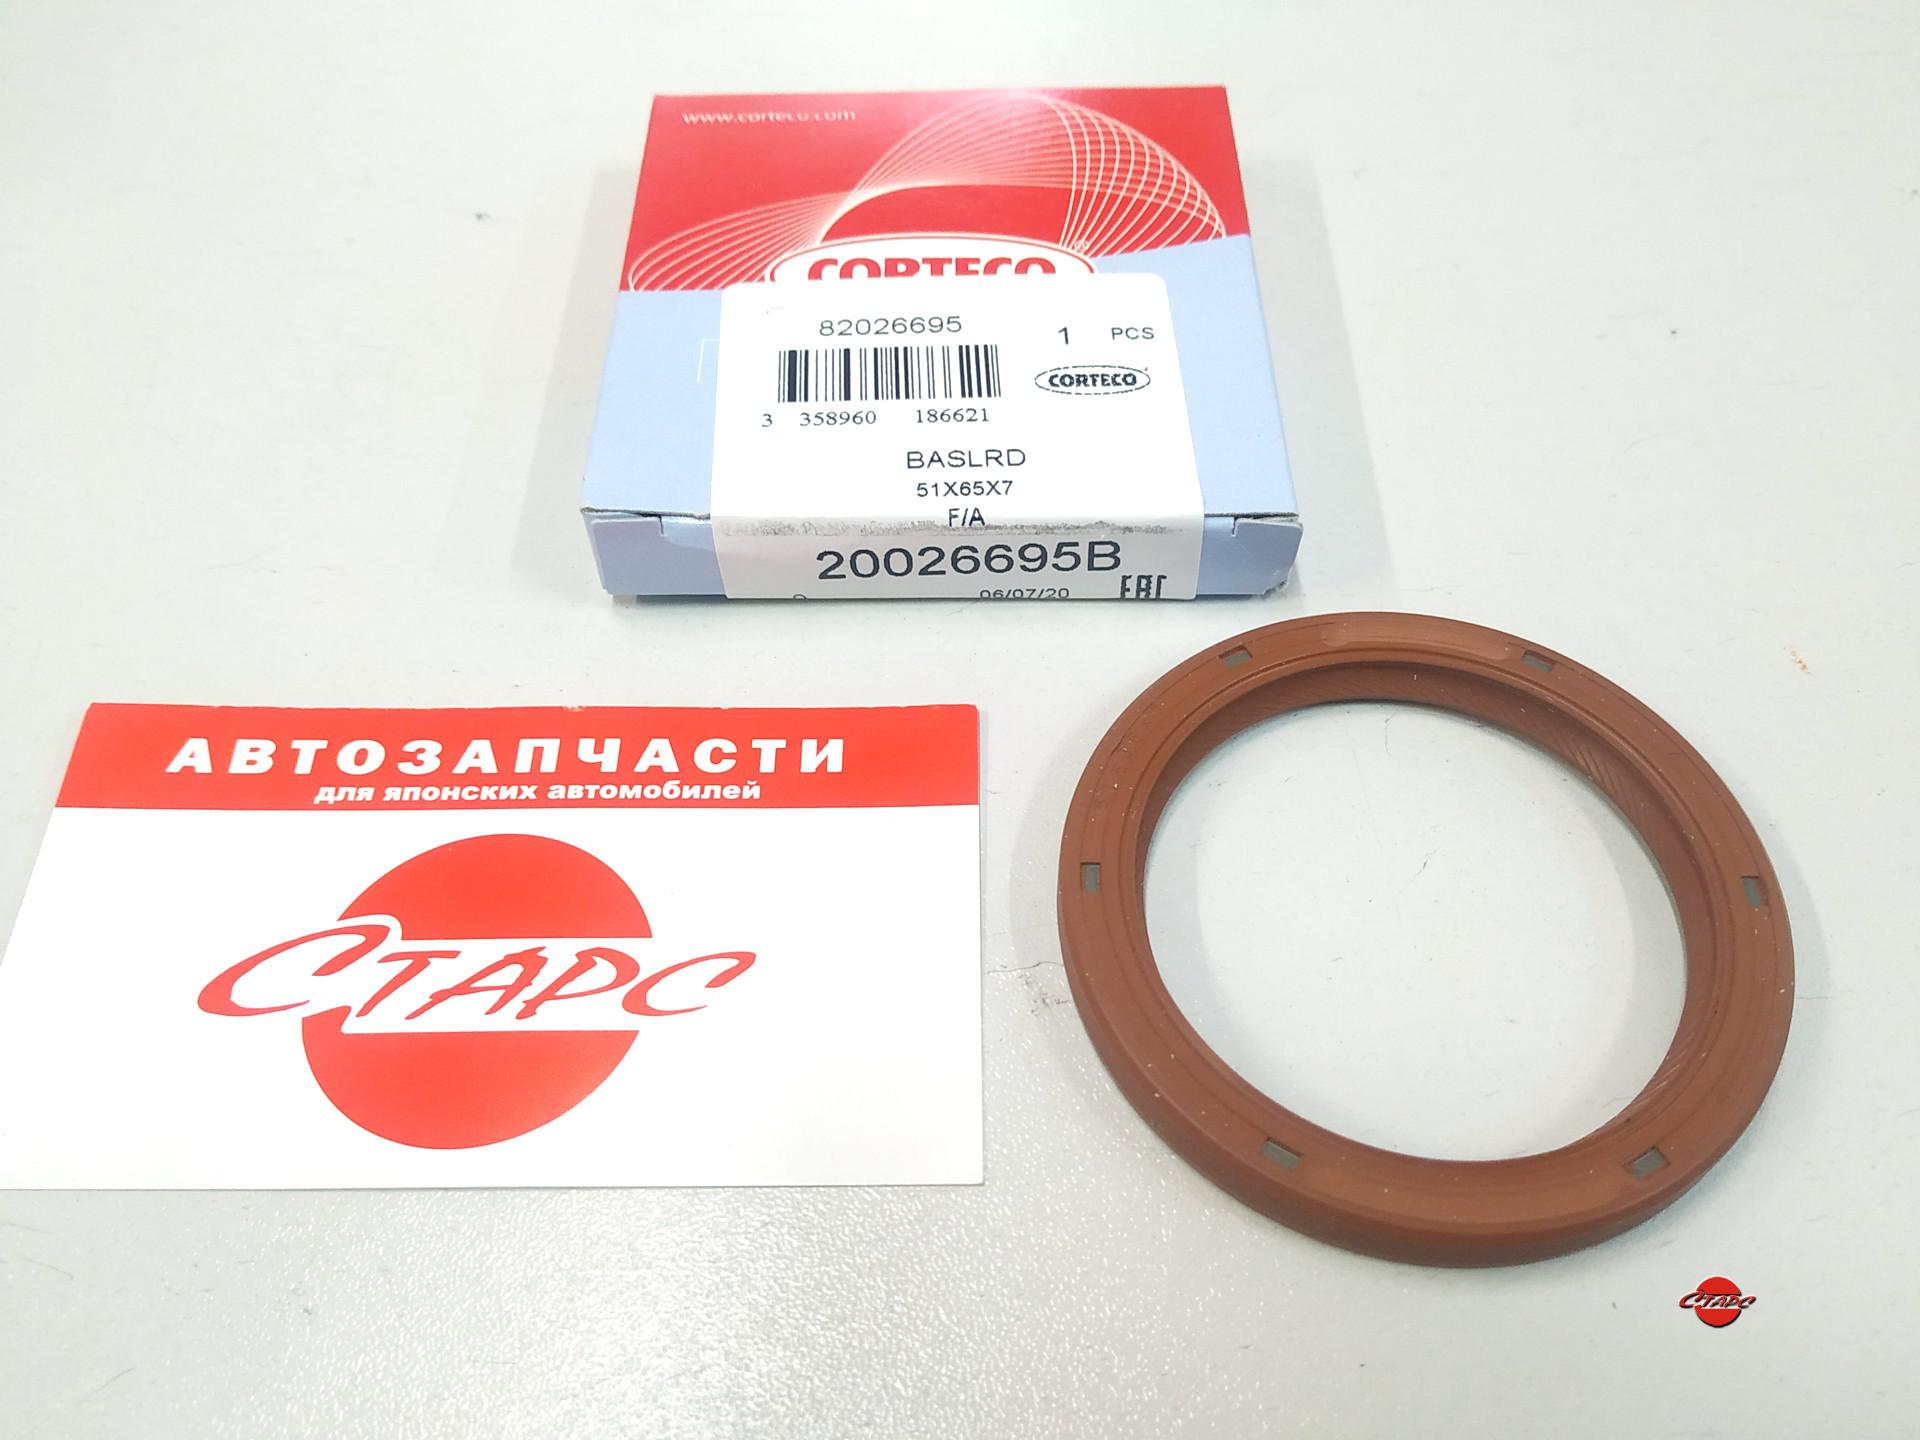 www.corteco.com
CORTECO
82026695
1 PCS
CORTECO
3 358960 186621
BASLRD
51X65X7
F/A
20026695B
06/07/20
EAC
АВТОЗАПЧАСТИ
для японских автомобилей
СТАРС
СТАРС